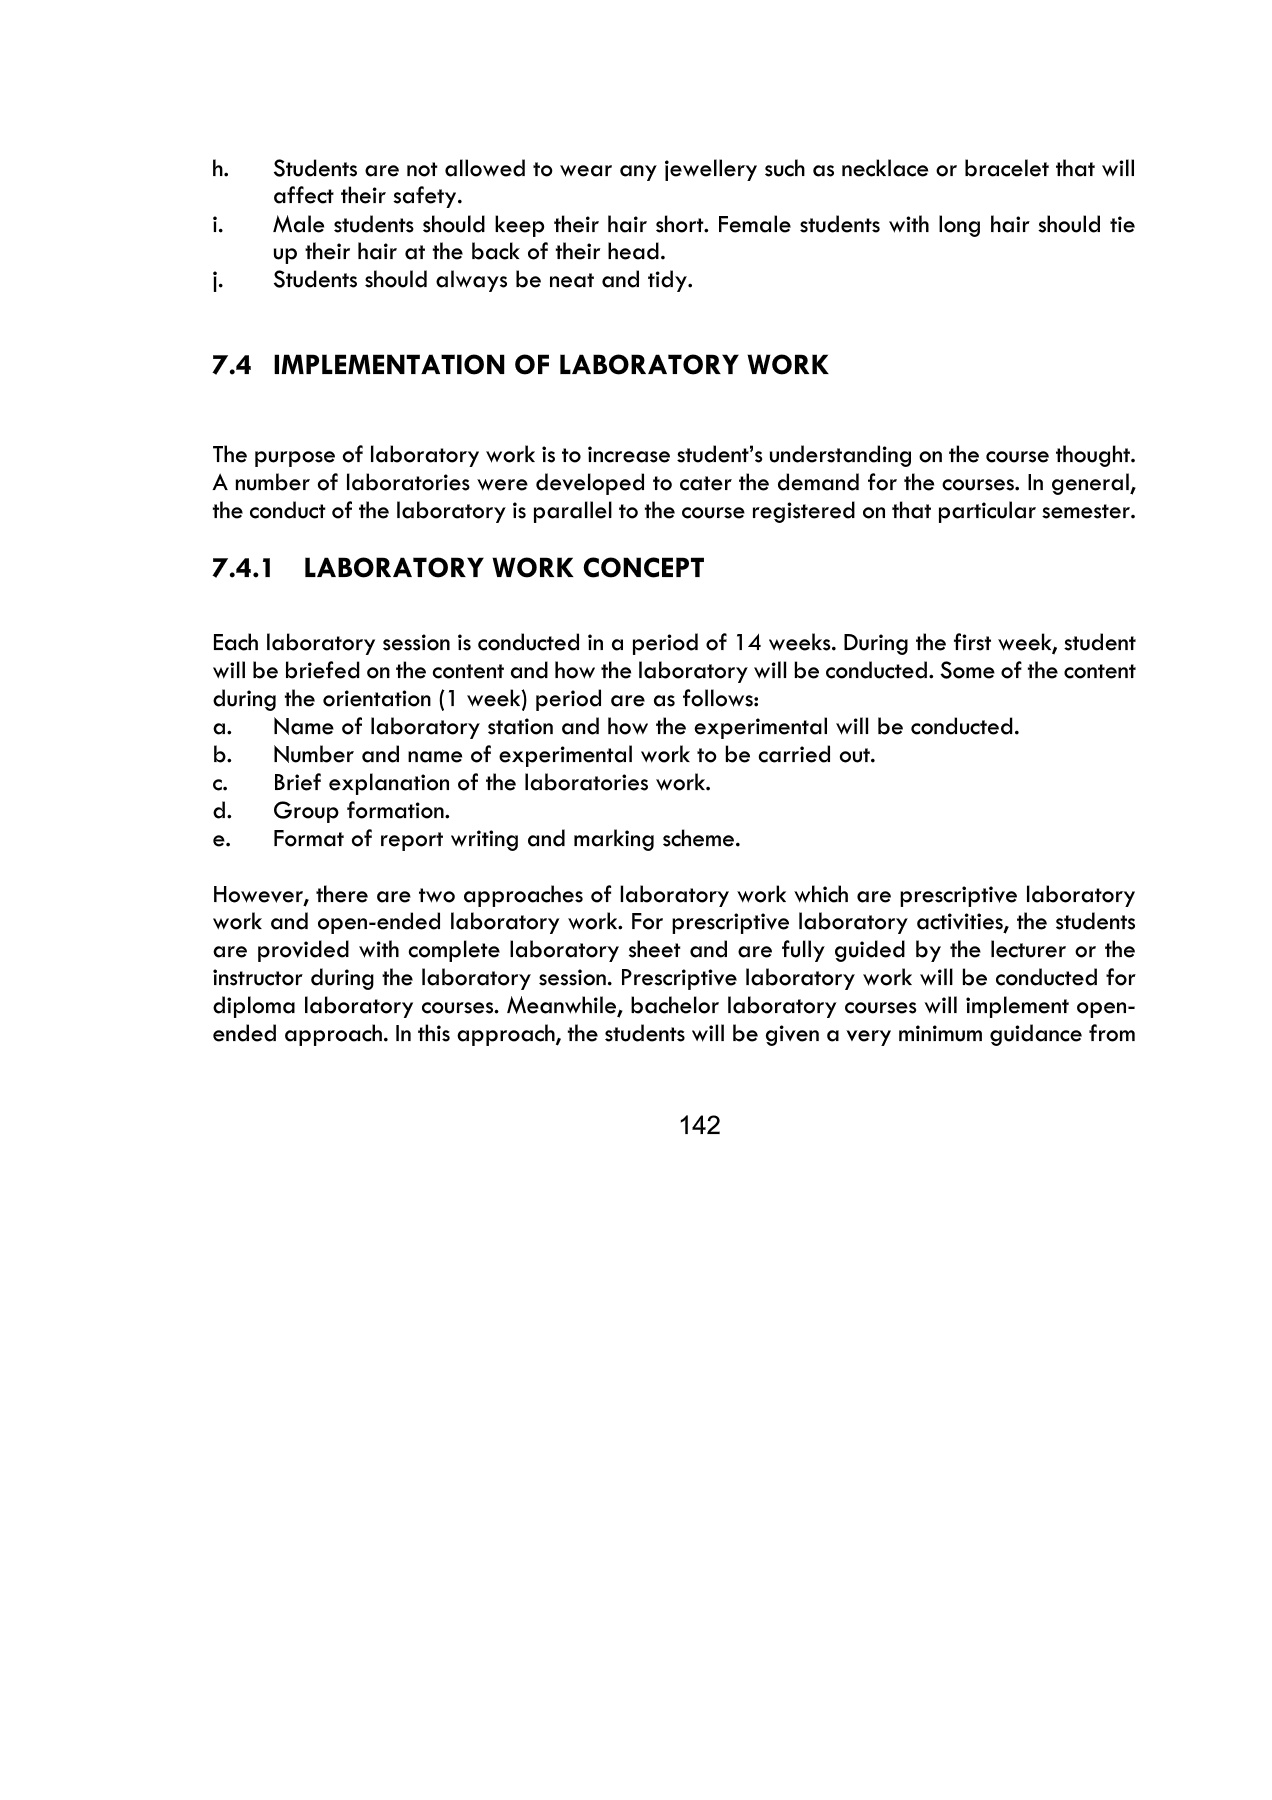 h. Students are not allowed to wear any jewellery such as necklace or bracelet that will
affect their safety.
i. Male students should keep their hair short. Female students with long hair should tie
up their hair at the back of their head.
j. Students should always be neat and tidy.
7.4 IMPLEMENTATION OF LABORATORY WORK
The purpose of laboratory work is to increase student’s understanding on the course thought.
A number of laboratories were developed to cater the demand for the courses. In general,
the conduct of the laboratory is parallel to the course registered on that particular semester.
7.4.1 LABORATORY WORK CONCEPT
Each laboratory session is conducted in a period of 14 weeks. During the first week, student
will be briefed on the content and how the laboratory will be conducted. Some of the content
during the orientation (1 week) period are as follows:
a. Name of laboratory station and how the experimental will be conducted.
b. Number and name of experimental work to be carried out.
c. Brief explanation of the laboratories work.
d. Group formation.
e. Format of report writing and marking scheme.
However, there are two approaches of laboratory work which are prescriptive laboratory
work and open-ended laboratory work. For prescriptive laboratory activities, the students
are provided with complete laboratory sheet and are fully guided by the lecturer or the
instructor during the laboratory session. Prescriptive laboratory work will be conducted for
diploma laboratory courses. Meanwhile, bachelor laboratory courses will implement open-
ended approach. In this approach, the students will be given a very minimum guidance from
142